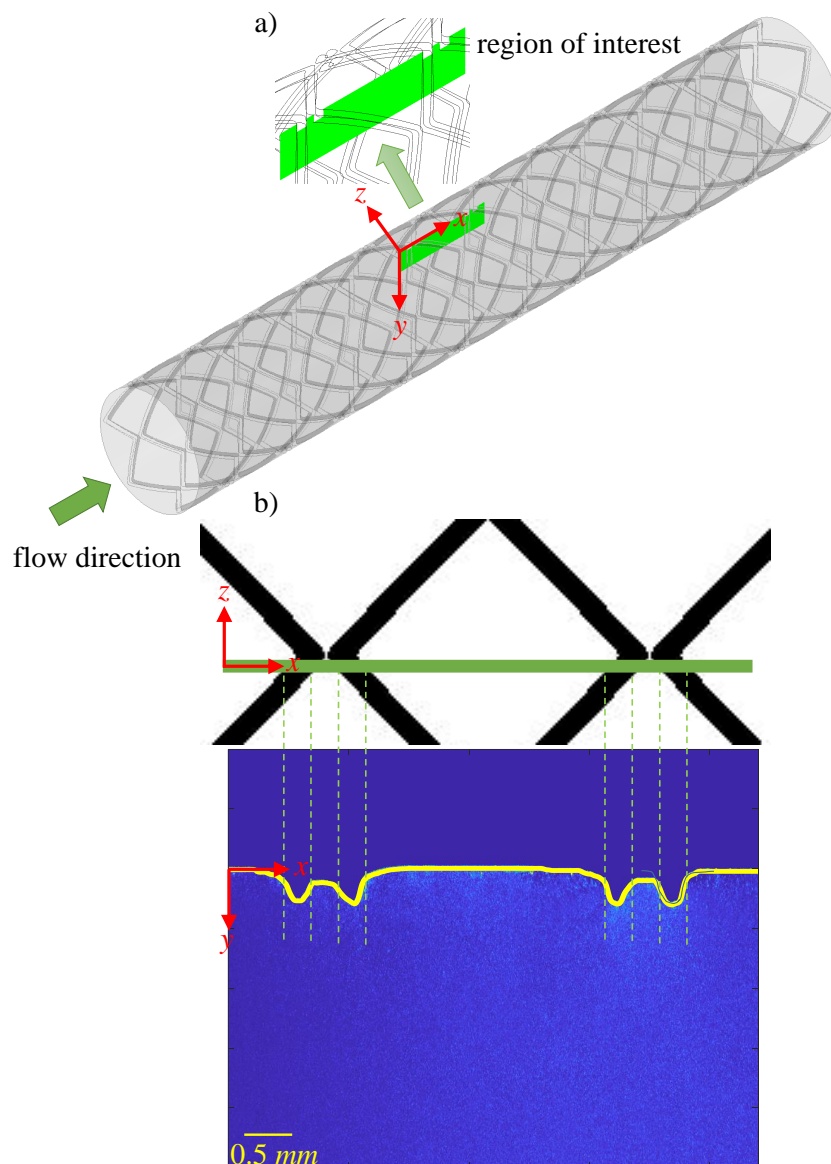 a)
region of interest
z
x
y
flow direction
b)
z
x
x
y
0.5 mm